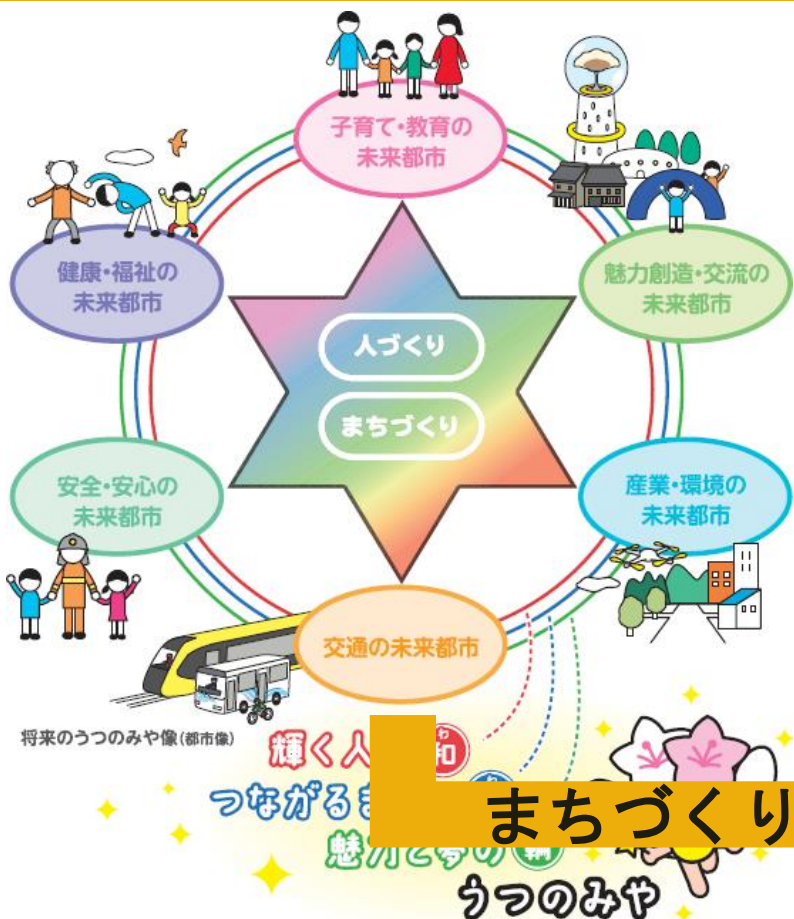 子育て・教育の
未来都市
健康・福祉の
未来都市
魅力創造・交流の
未来都市
人づくり
まちづくり
安全・安心の
未来都市
産業・環境の
未来都市
交通の未来都市
将来のうつのみや像(都市像)
輝く人
和
わ
つながるま
まちづくり
うつのみや